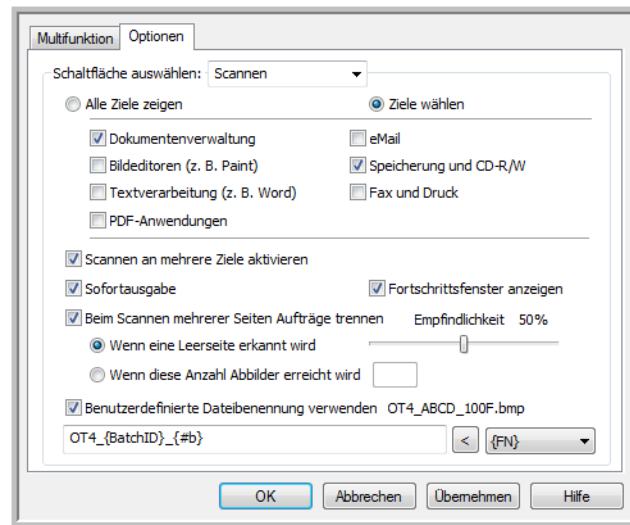 Multifunktion Optionen
Schaltfläche auswählen: Scannen
Alle Ziele zeigen Ziele wählen
Dokumentenverwaltung eMail
Bildeditoren (z. B. Paint) Speicherung und CD-R/W
Textverarbeitung (z. B. Word) Fax und Druck
PDF-Anwendungen
Scannen an mehrere Ziele aktivieren
Sofortausgabe Fortschrittsfenster anzeigen
Beim Scannen mehrerer Seiten Aufträge trennen Empfindlichkeit 50%
Wenn eine Leerseite erkannt wird
Wenn diese Anzahl Abbilder erreicht wird
Benutzerdefinierte Dateibenennung verwenden OT4_ABCD_100F.bmp
OT4_{BatchID}_{#b} < {FN}
OK Abbrechen Übernehmen Hilfe